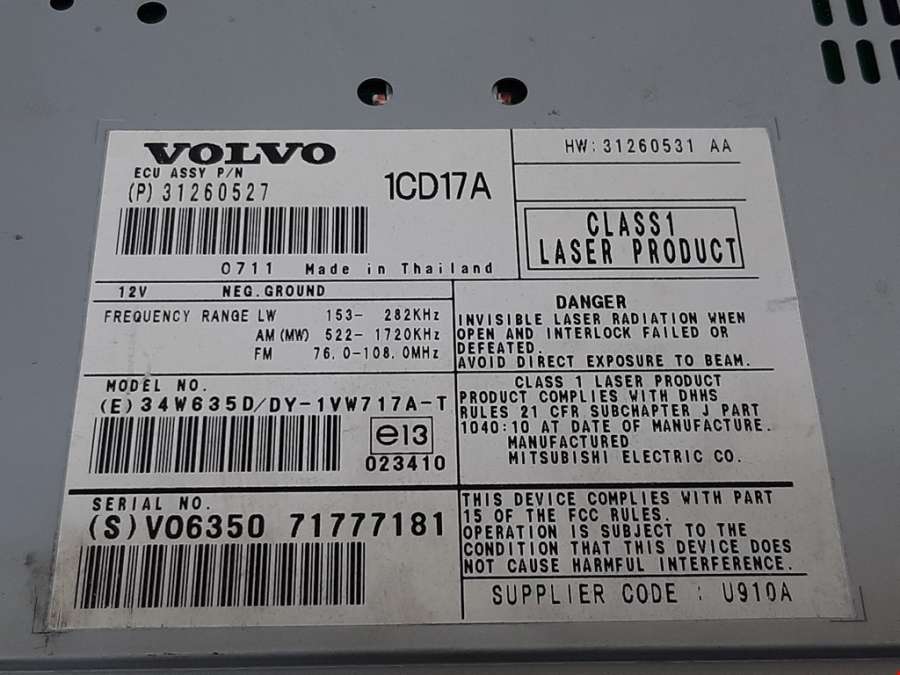 VOLVO
ECU ASSY P/N
(P) 31260527
1CD17A
0711 Made in Thailand
HW: 31260531 AA
CLASS1
LASER PRODUCT
12V NEG. GROUND
FREQUENCY RANGE LW 153- 282KHz
AM (MW) 522- 1720KHz
FM 76.0-108.0MHz
DANGER
INVISIBLE LASER RADIATION WHEN
OPEN AND INTERLOCK FAILED OR
DEFEATED.
AVOID DIRECT EXPOSURE TO BEAM.
MODEL NO.
(E) 34W635D/DY-1VW717A-T
e13
023410
CLASS 1 LASER PRODUCT
PRODUCT COMPLIES WITH DHHS
RULES 21 CFR SUBCHAPTER J PART
1040:10 AT DATE OF MANUFACTURE.
MANUFACTURED
MITSUBISHI ELECTRIC CO.
SERIAL NO.
(S) VO6350 71777181
THIS DEVICE COMPLIES WITH PART
15 OF THE FCC RULES.
OPERATION IS SUBJECT TO THE
CONDITION THAT THIS DEVICE DOES
NOT CAUSE HARMFUL INTERFERENCE.
SUPPLIER CODE : U910A